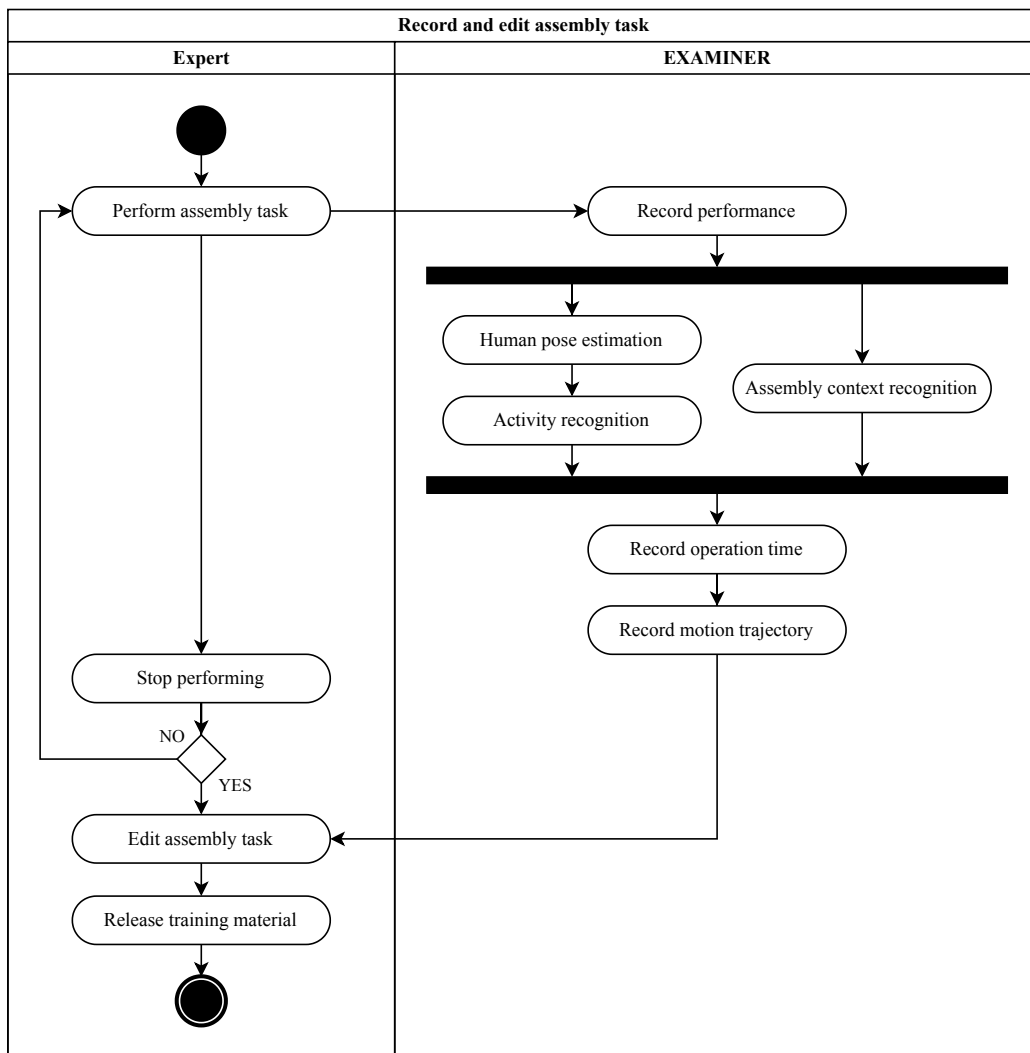 Record and edit assembly task
Expert
EXAMINER
Perform assembly task
Record performance
Human pose estimation
Assembly context recognition
Activity recognition
Record operation time
Record motion trajectory
Stop performing
NO
YES
Edit assembly task
Release training material